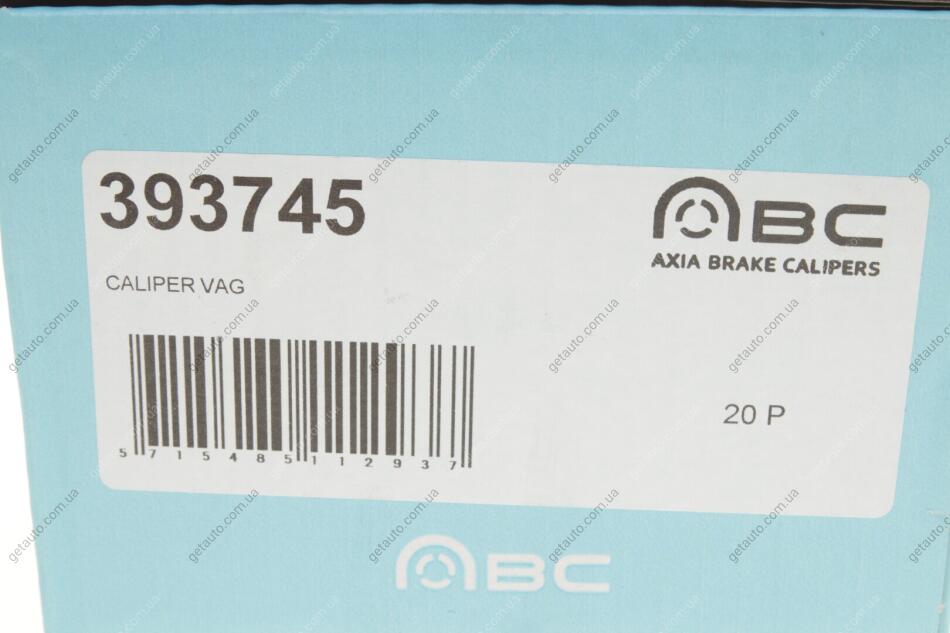 393745
ABC
AXIA BRAKE CALIPERS
CALIPER VAG
5 715485 112937
20 P
ABC
getauto.com.ua